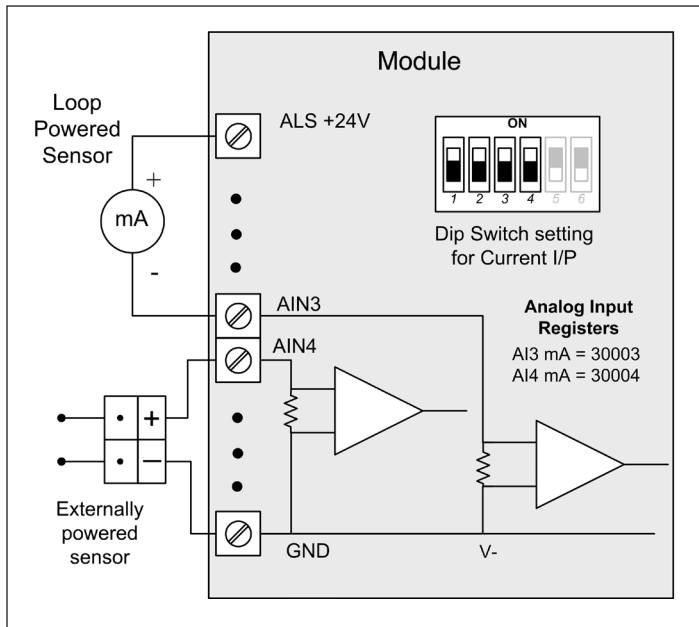 Module
Loop
Powered
Sensor
ALS +24V
ON
1 2 3 4 5 6
+
mA
-
Dip Switch setting
for Current I/P
AIN3
Analog Input
Registers
AI3 mA = 30003
AI4 mA = 30004
AIN4
+
−
Externally
powered
sensor
GND
V-